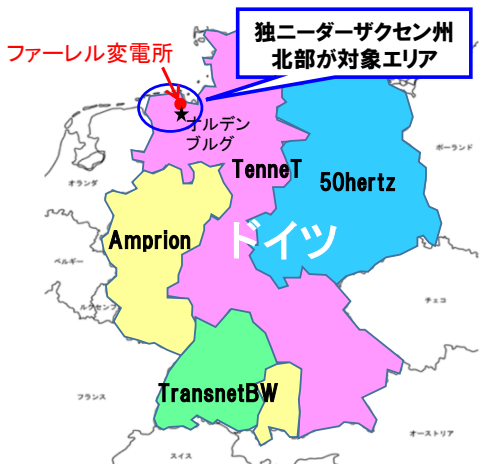 独ニーダーザクセン州
北部が対象エリア
ファーレル変電所
オルデン
ブルグ
ポーランド
オランダ
TenneT
50hertz
Amprion
ドイツ
ベルギー
ルクセンブ
チェコ
TransnetBW
フランス
オーストリア
スイス